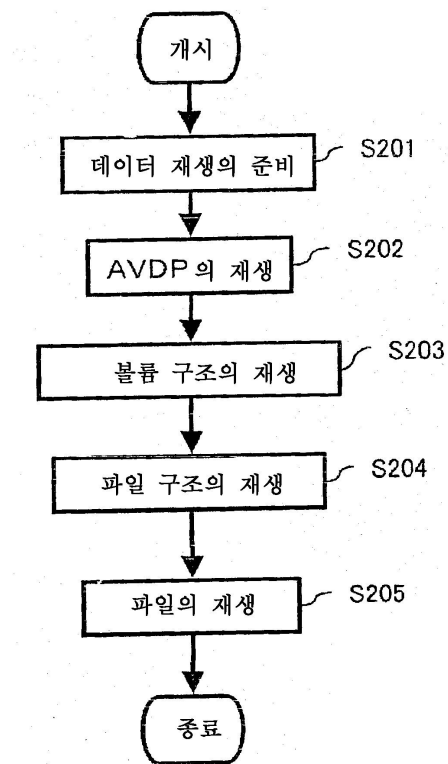 개시
데이터 재생의 준비 S201
AVDP의 재생 S202
볼륨 구조의 재생 S203
파일 구조의 재생 S204
파일의 재생 S205
종료